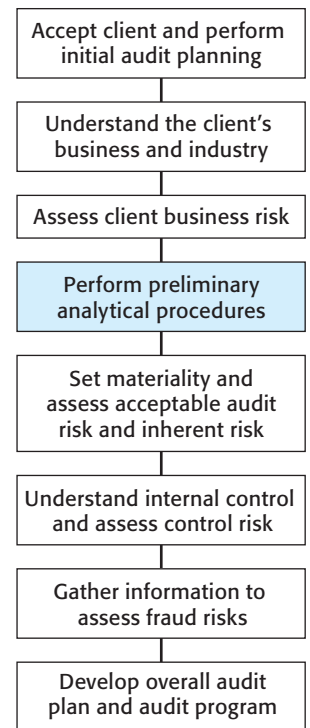 Accept client and perform
initial audit planning
Understand the client's
business and industry
Assess client business risk
Perform preliminary
analytical procedures
Set materiality and
assess acceptable audit
risk and inherent risk
Understand internal control
and assess control risk
Gather information to
assess fraud risks
Develop overall audit
plan and audit program